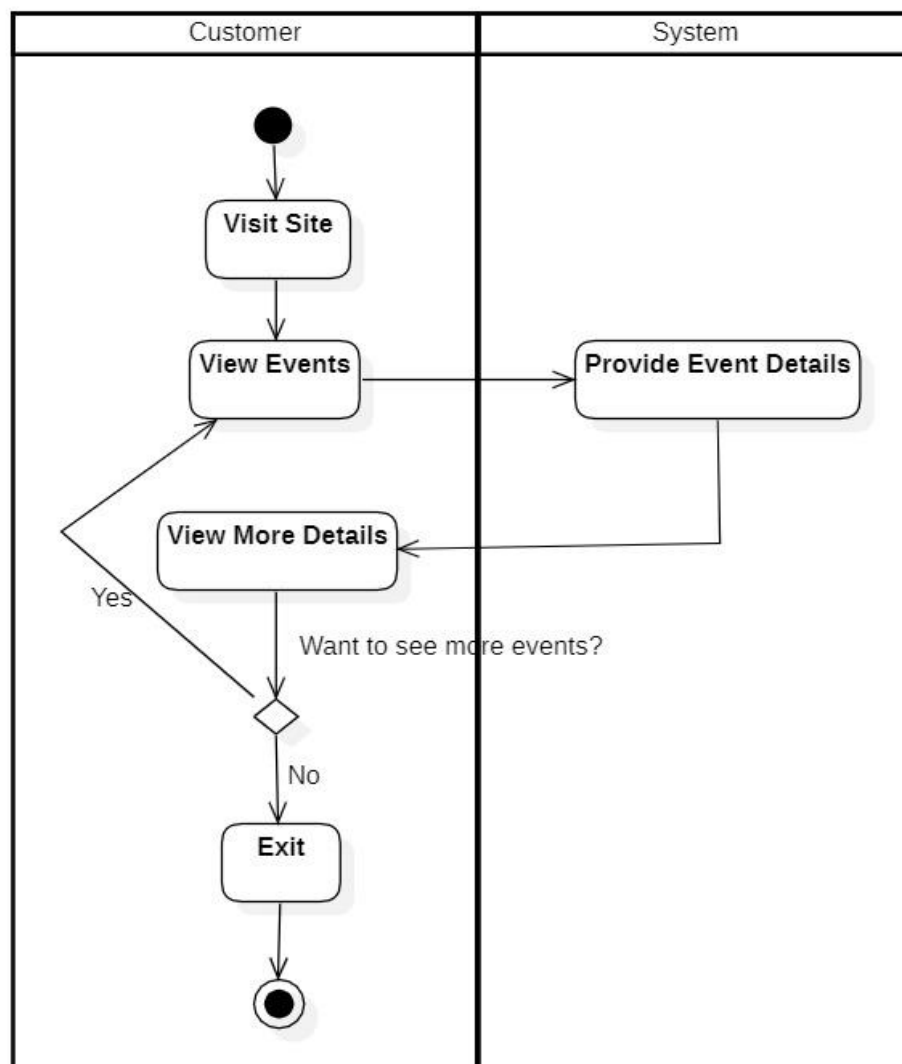 Customer
System
Visit Site
View Events
Provide Event Details
View More Details
Yes
Want to see more events?
No
Exit